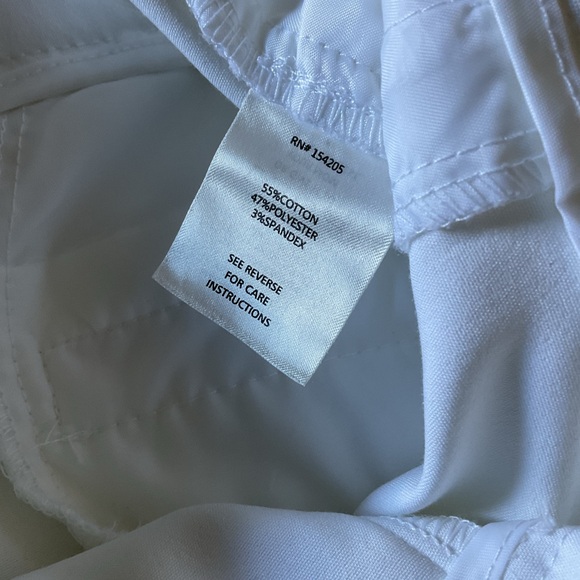 RN# 154205
55%COTTON
47%POLYESTER
3%SPANDEX
SEE REVERSE
FOR CARE
INSTRUCTIONS